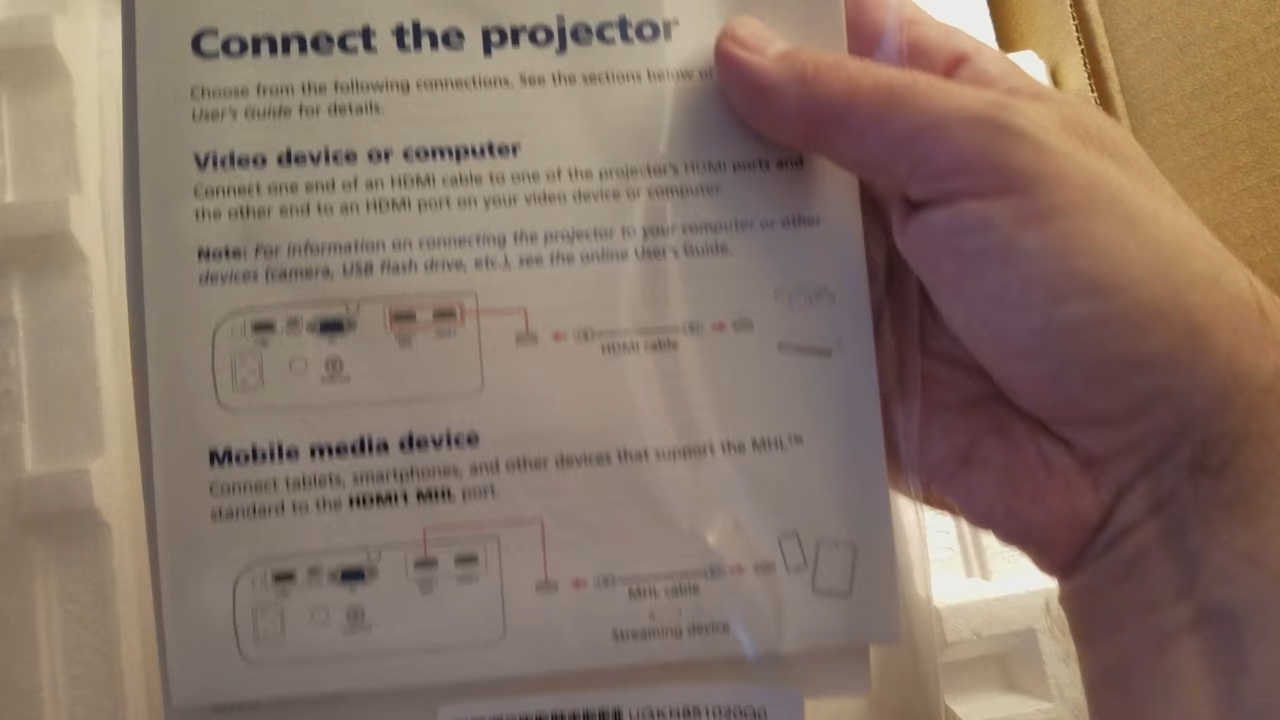 Connect the projector
Choose from the following connections. See the sections below or
User's Guide for details.
Video device or computer
Connect one end of an HDMI cable to one of the projector's HDMI ports and
the other end to an HDMI port on your video device or computer.
Note: For information on connecting the projector to your computer or other
devices (camera, USB flash drive, etc.), see the online User's Guide.
HDMI cable
Mobile media device
Connect tablets, smartphones, and other devices that support the MHL™
standard to the HDMI1 MHL port.
MHL cable
Streaming device